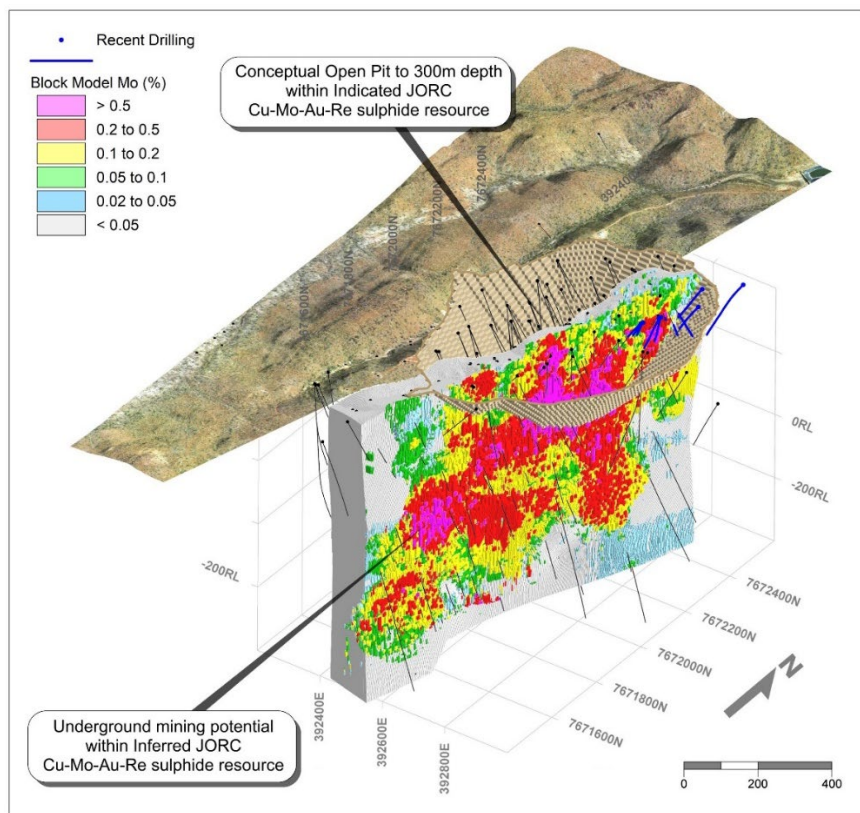 Recent Drilling
Block Model Mo (%)
> 0.5
0.2 to 0.5
0.1 to 0.2
0.05 to 0.1
0.02 to 0.05
< 0.05
Conceptual Open Pit to 300m depth
within Indicated JORC
Cu-Mo-Au-Re sulphide resource
7672400N
7672200N
7672000N
0RL
-200RL
-200RL
7672400N
7672200N
7672000N
7671800N
7671600N
392400E
392600E
392800E
N
Underground mining potential
within Inferred JORC
Cu-Mo-Au-Re sulphide resource
0
200
400